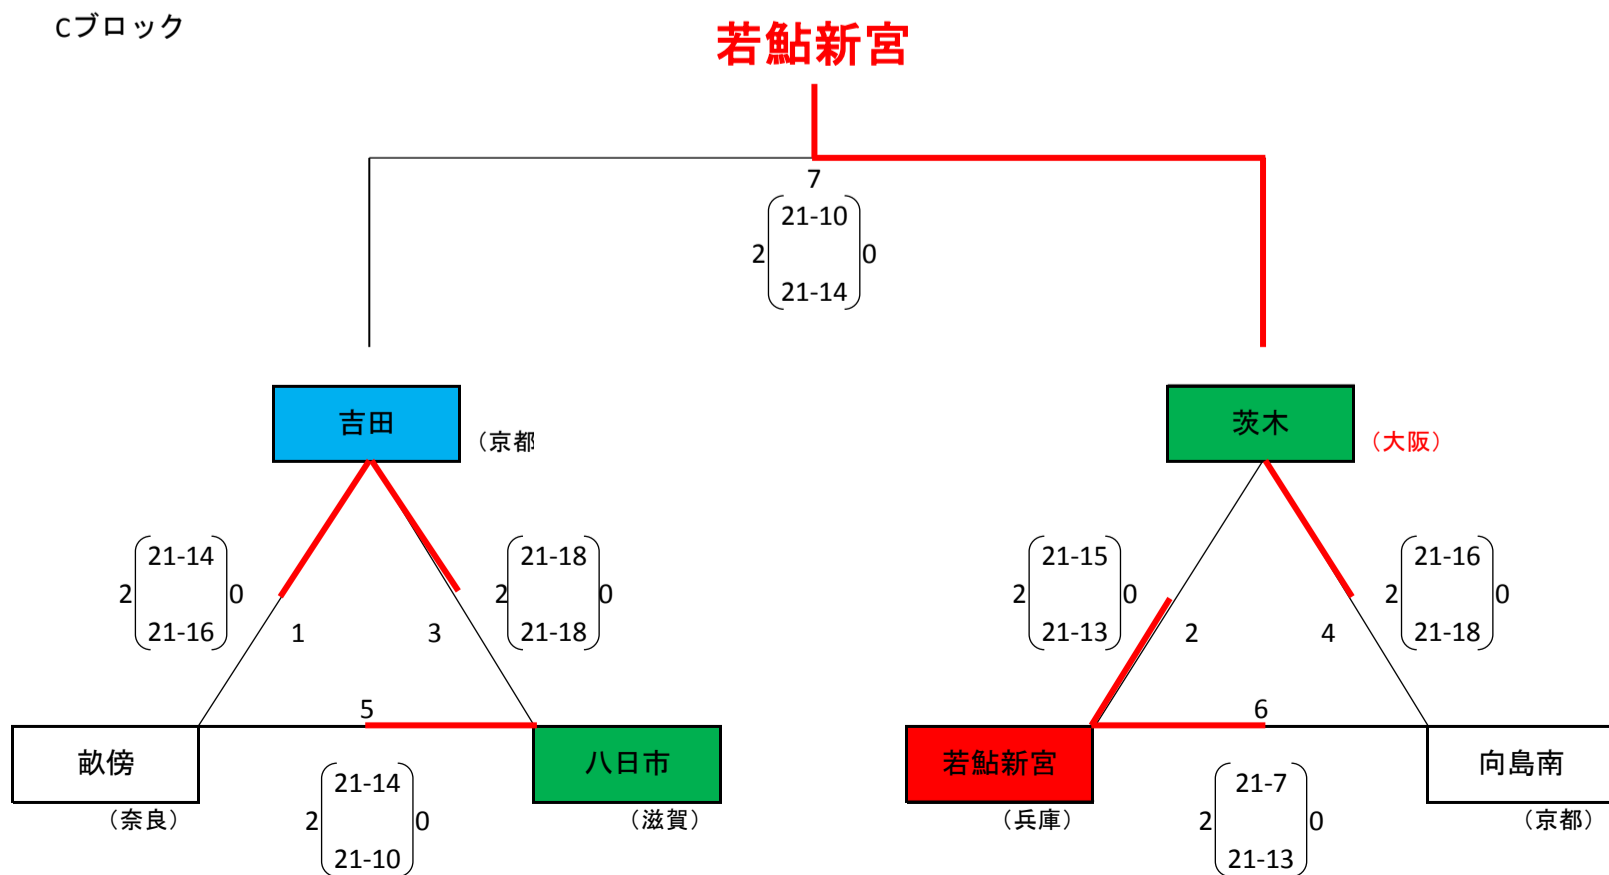 Cブロック
若鮎新宮
7
21-10
2 0
21-14
吉田
(京都
茨木
(大阪)
21-14
2 0
21-16
1
3
21-18
2 0
21-18
21-15
2 0
21-13
2
4
21-16
2 0
21-18
5
6
畝傍
八日市
若鮎新宮
向島南
(奈良)
(滋賀)
(兵庫)
(京都)
21-14
2 0
21-10
21-7
2 0
21-13